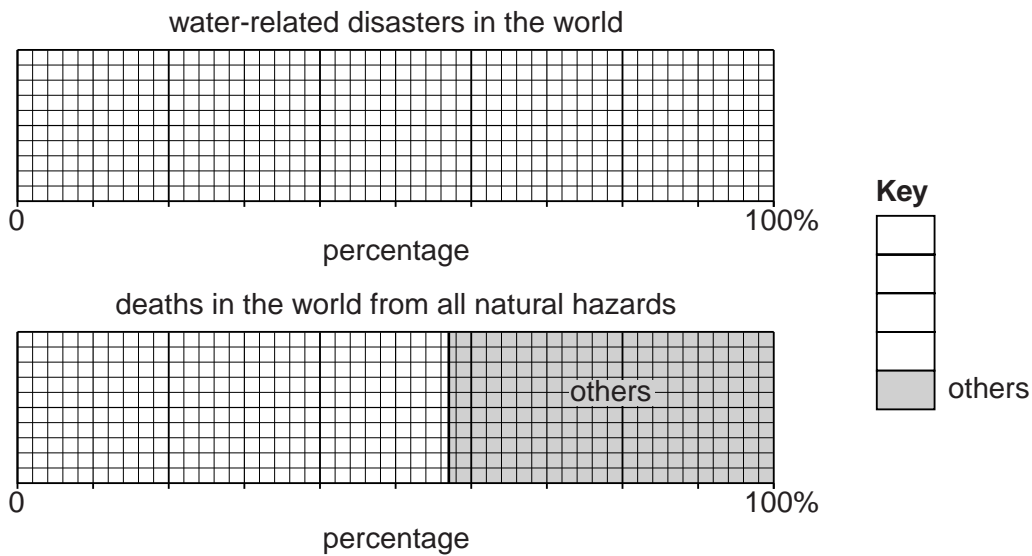 water-related disasters in the world
0
100%
percentage
Key
others
deaths in the world from all natural hazards
others
0
100%
percentage